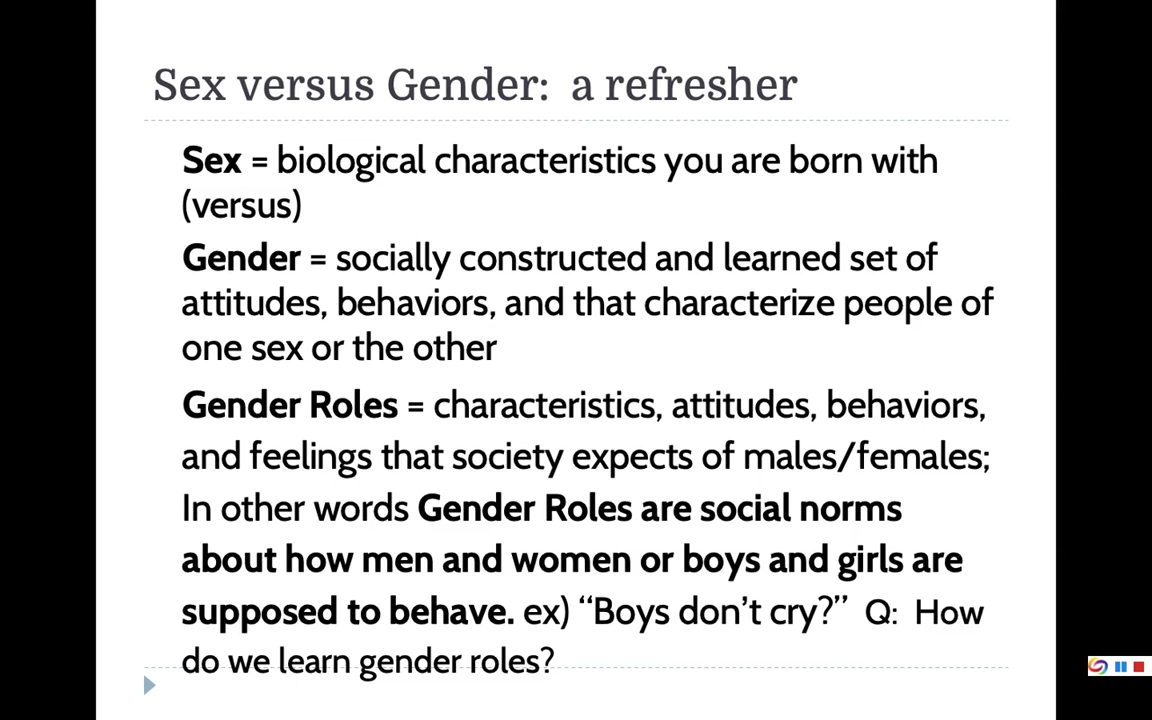 Sex versus Gender:  a refresher
Sex = biological characteristics you are born with
(versus)
Gender = socially constructed and learned set of
attitudes, behaviors, and that characterize people of
one sex or the other
Gender Roles = characteristics, attitudes, behaviors,
and feelings that society expects of males/females;
In other words Gender Roles are social norms
about how men and women or boys and girls are
supposed to behave. ex) “Boys don’t cry?”  Q:  How
do we learn gender roles?